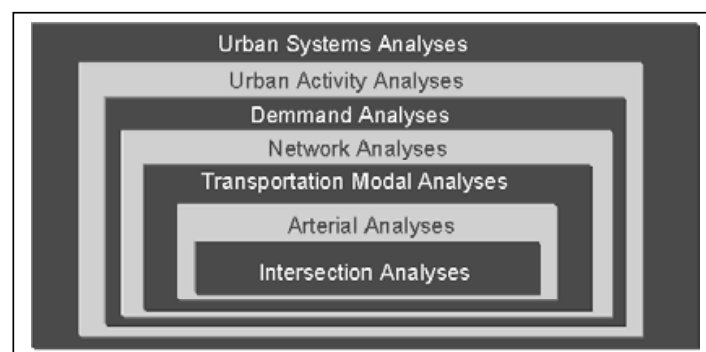 Urban Systems Analyses
Urban Activity Analyses
Demmand Analyses
Network Analyses
Transportation Modal Analyses
Arterial Analyses
Intersection Analyses